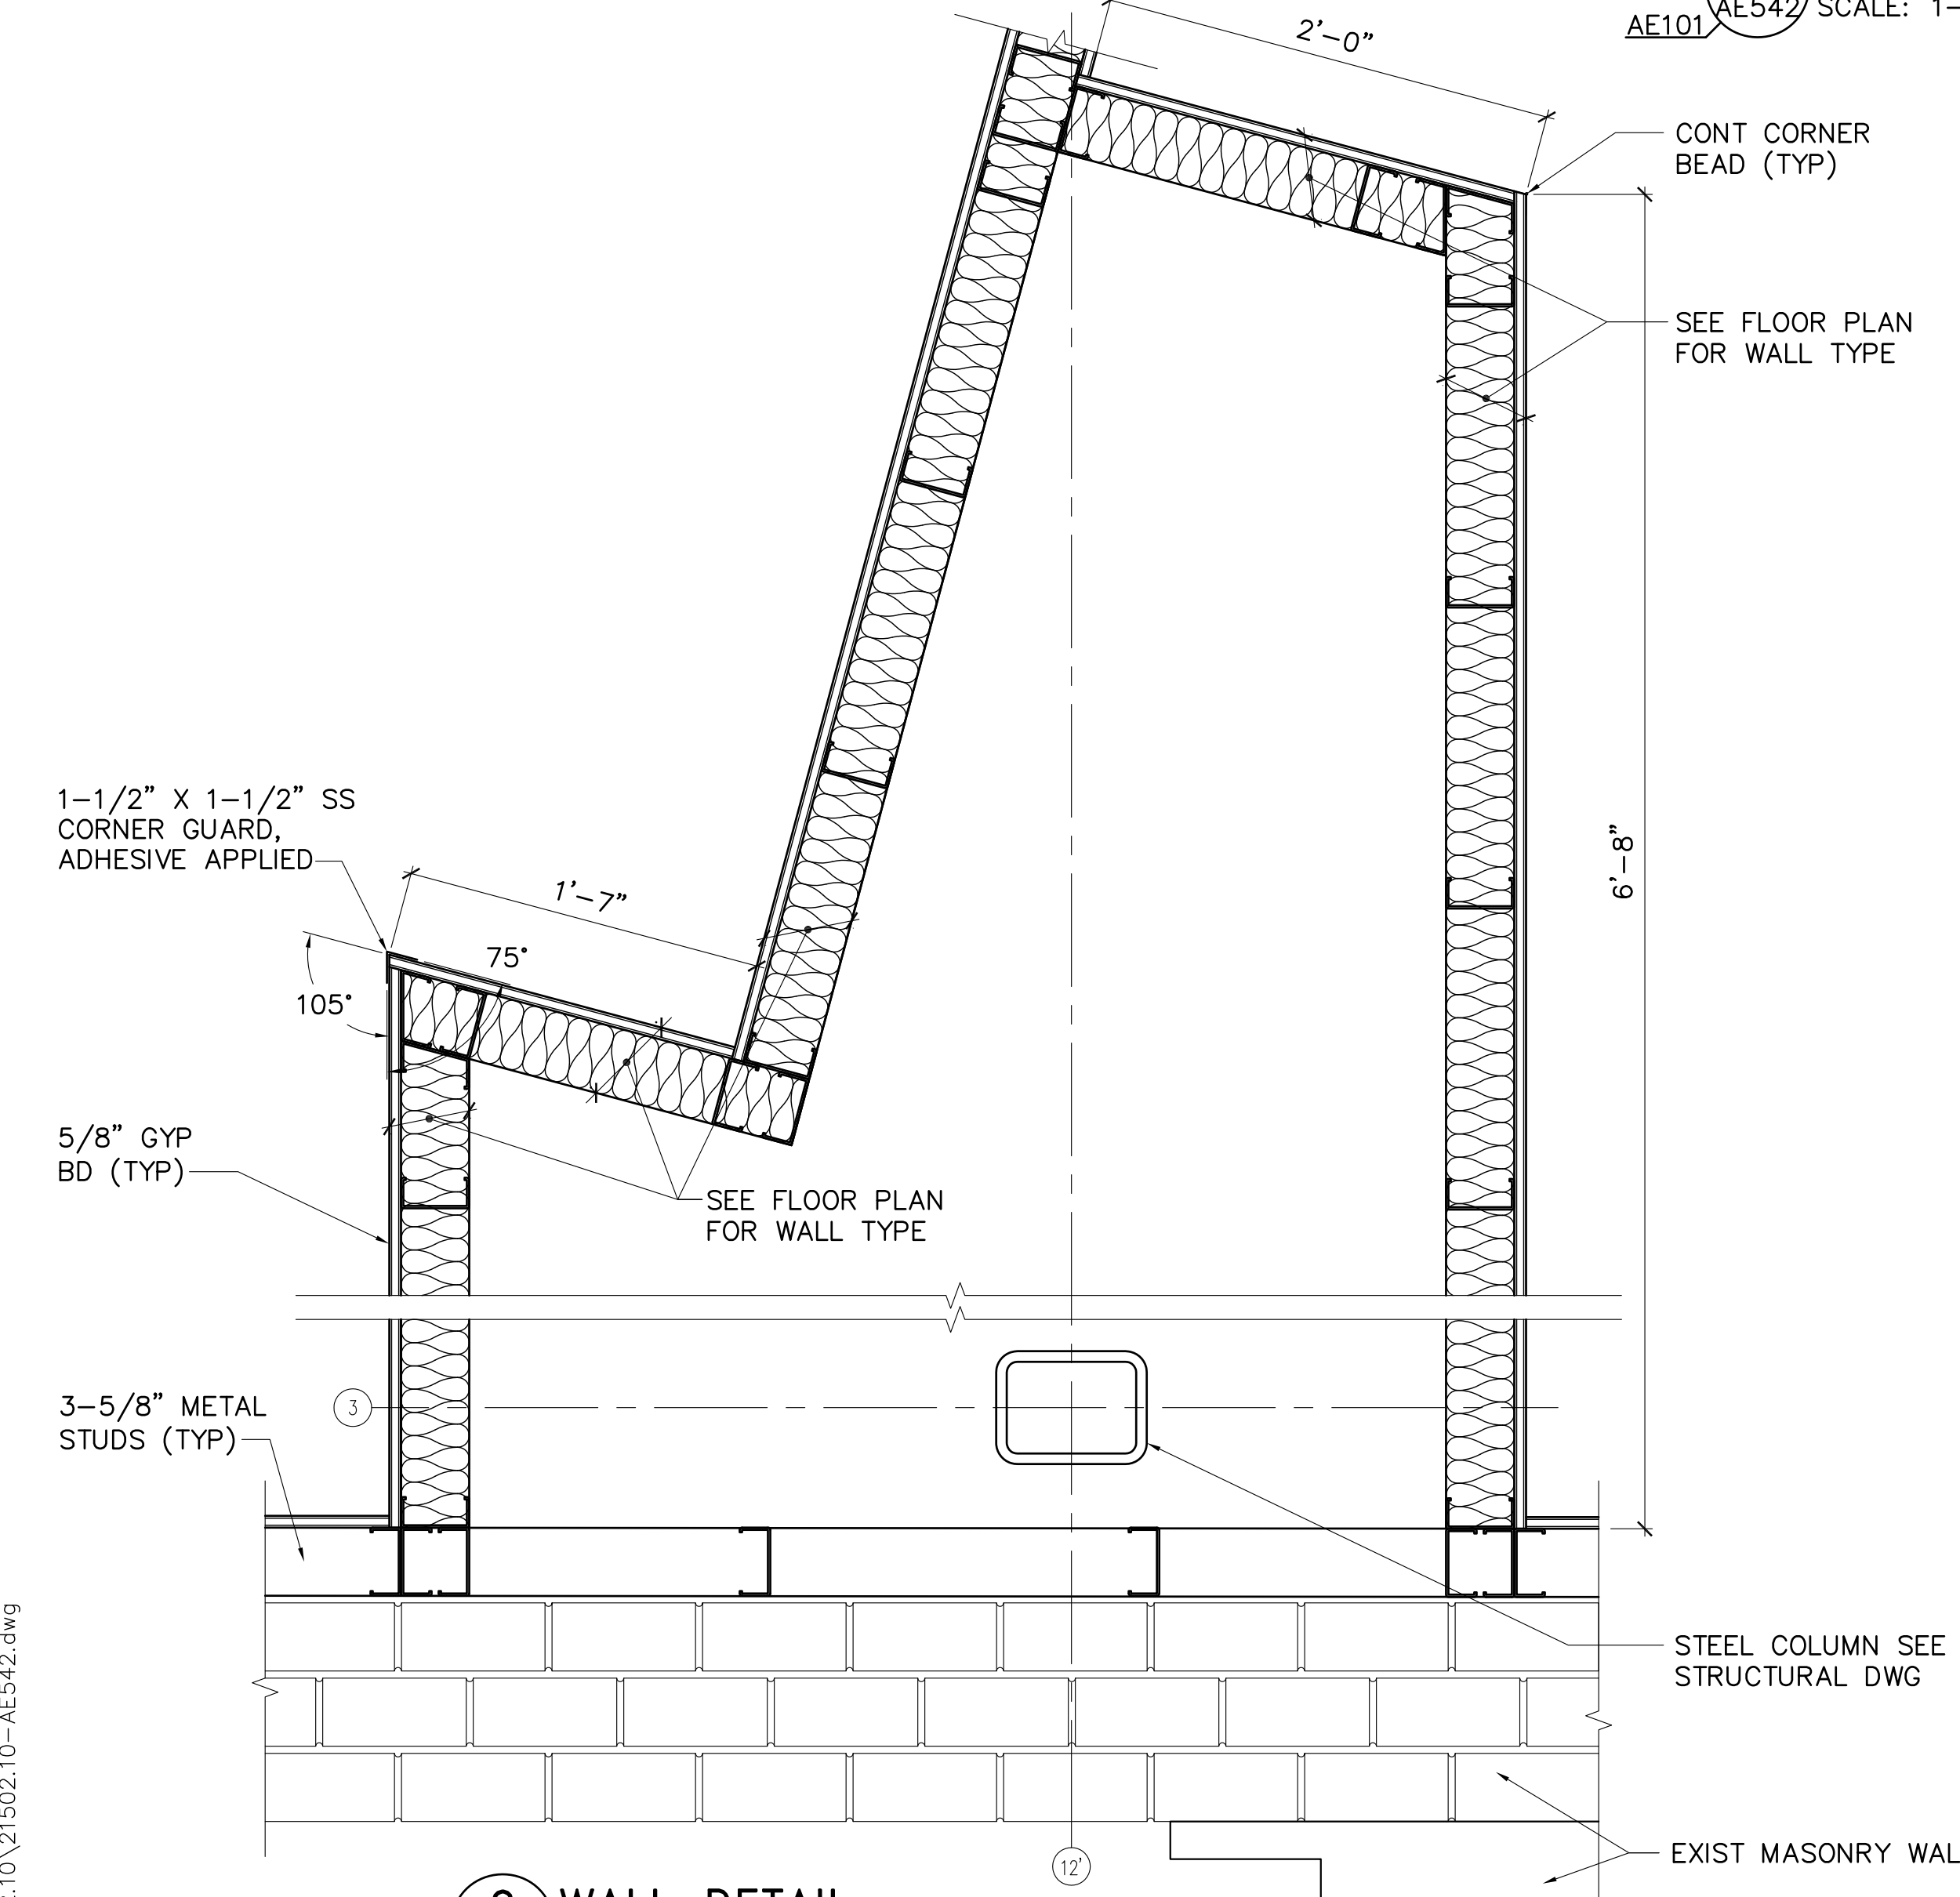 AE542 SCALE: 1-
AE101
2'-0"
CONT CORNER
BEAD (TYP)
SEE FLOOR PLAN
FOR WALL TYPE
1-1/2" X 1-1/2" SS
CORNER GUARD,
ADHESIVE APPLIED
6'-8"
1'-7"
75°
105°
5/8" GYP
BD (TYP)
SEE FLOOR PLAN
FOR WALL TYPE
3-5/8" METAL
STUDS (TYP)
3
STEEL COLUMN SEE
STRUCTURAL DWG
EXIST MASONRY WAL
12'
WALL DETAIL
.10\21502.10-AE542.dwg